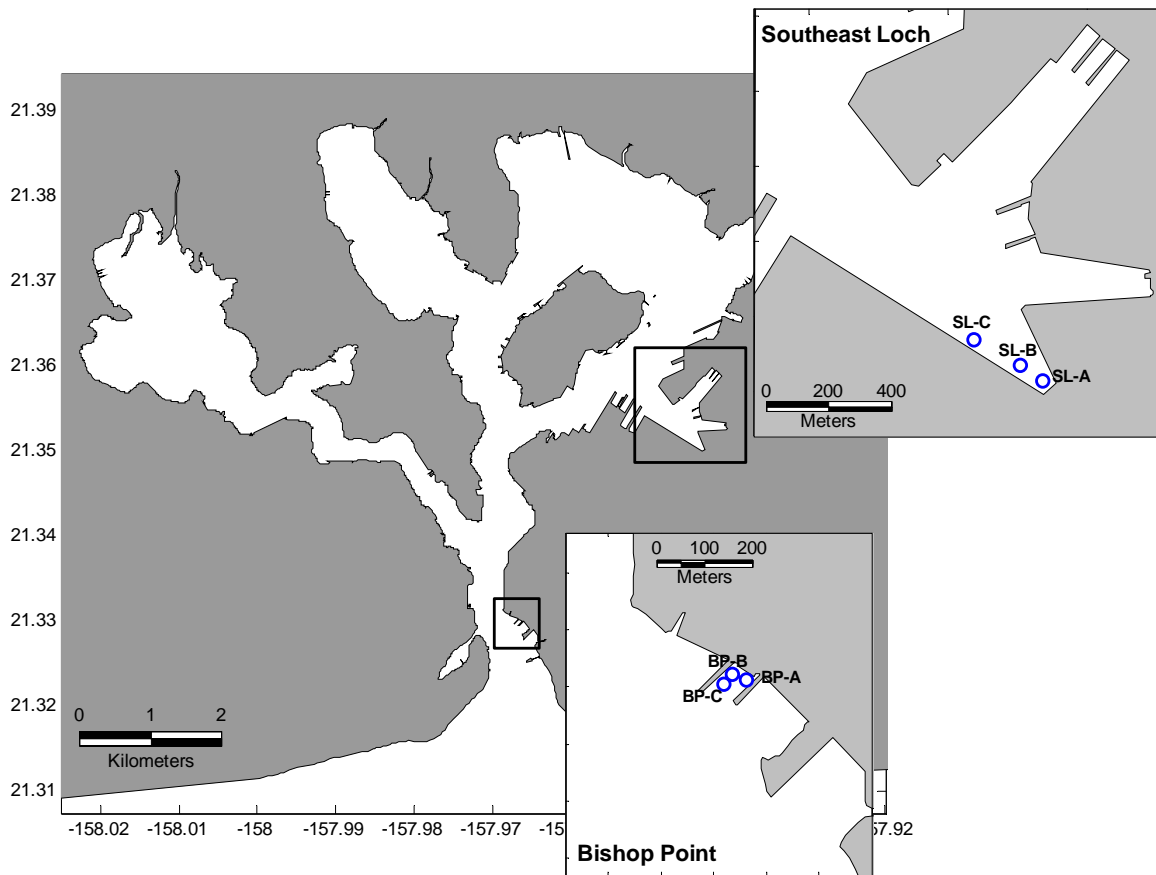 Southeast Loch
SL-C
SL-B
SL-A
0 200 400
Meters
21.39
21.38
21.37
21.36
21.35
21.34
21.33
21.32
21.31
0 100 200
Meters
BP-B
BP-A
BP-C
0 1 2
Kilometers
-158.02 -158.01 -158 -157.99 -157.98 -157.97
Bishop Point